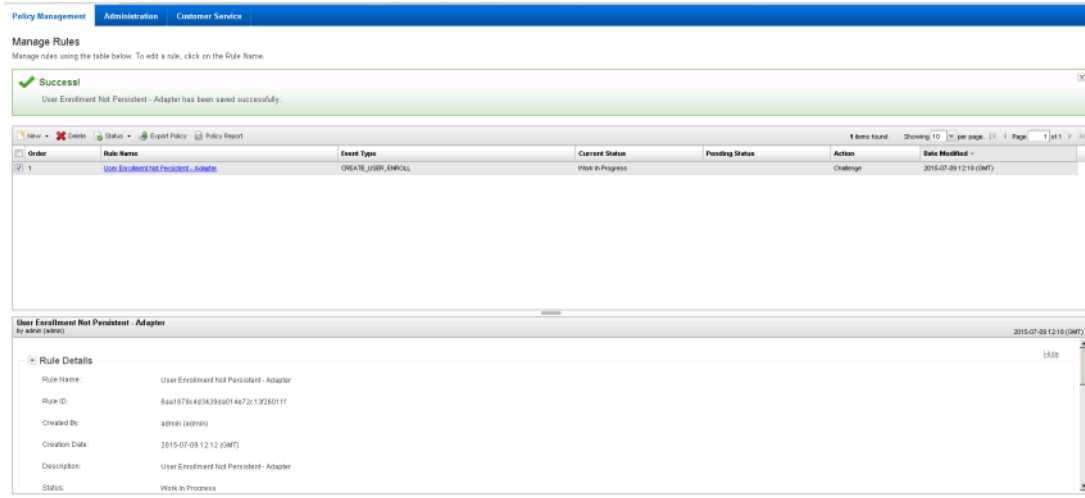 Policy Management Administration Customer Service
Manage Rules
Manage rules using the table below. To edit a rule, click on the Rule Name.
Success!
User Enrollment Not Persistent - Adapter has been saved successfully.
New Delete Status Export Policy Policy Report 1 items found Showing 10 per page. Page 1 of 1
Order Rule Name Event Type Current Status Pending Status Action Date Modified
1 User Enrollment Not Persistent - Adapter CREATE_USER_ENROLL Work In Progress Challenge 2015-07-09 12:18 (GMT)
User Enrollment Not Persistent - Adapter
by admin (admin) 2015-07-09 12:18 (GMT)
Hide
Rule Details
Rule Name: User Enrollment Not Persistent - Adapter
Rule ID:
Created By: admin (admin)
Creation Date: 2015-07-09 12:12 (GMT)
Description: User Enrollment Not Persistent - Adapter
Status: Work In Progress